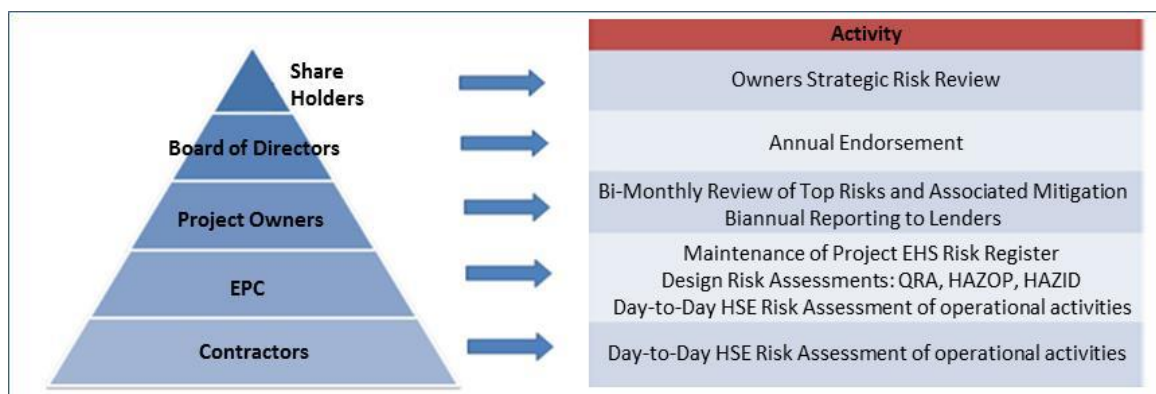 Activity
Share
Holders
Owners Strategic Risk Review
Board of Directors
Annual Endorsement
Project Owners
Bi-Monthly Review of Top Risks and Associated Mitigation
Biannual Reporting to Lenders
EPC
Maintenance of Project EHS Risk Register
Design Risk Assessments: QRA, HAZOP, HAZID
Day-to-Day HSE Risk Assessment of operational activities
Contractors
Day-to-Day HSE Risk Assessment of operational activities